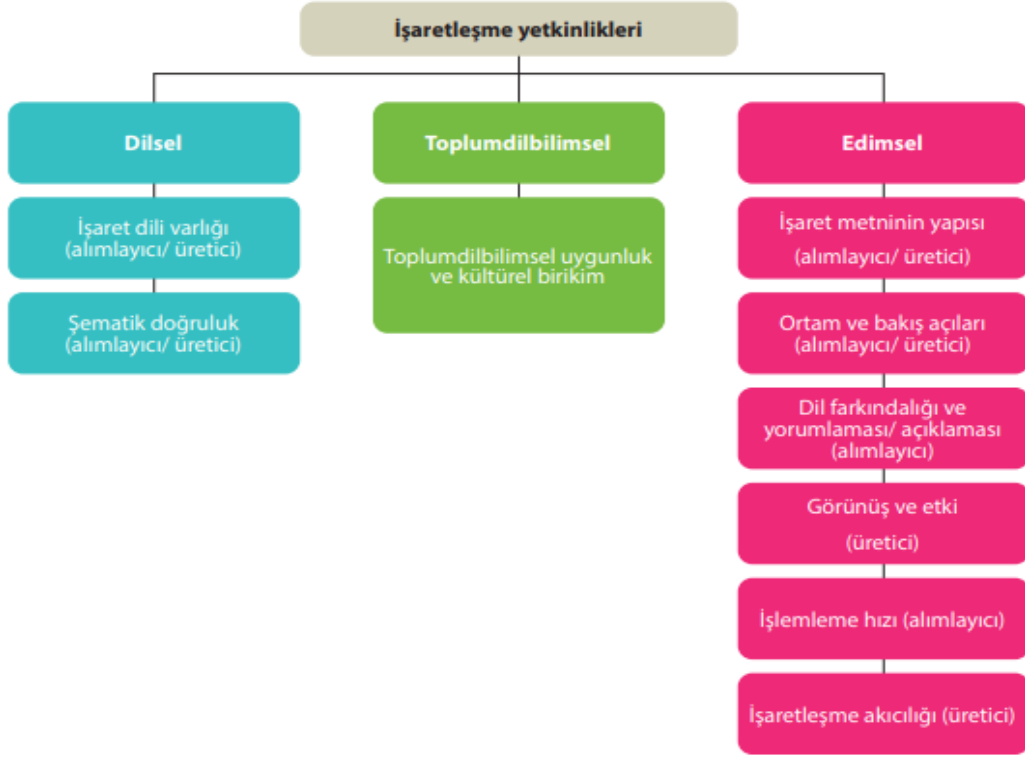 İşaretleşme yetkinlikleri
Dilsel
İşaret dili varlığı
(alımlayıcı/ üretici)
Şematik doğruluk
(alımlayıcı/ üretici)
Toplumdilbilimsel
Toplumdilbilimsel uygunluk
ve kültürel birikim
Edimsel
İşaret metninin yapısı
(alımlayıcı/ üretici)
Ortam ve bakış açıları
(alımlayıcı/ üretici)
Dil farkındalığı ve
yorumlaması/ açıklaması
(alımlayıcı)
Görünüş ve etki
(üretici)
İşlemleme hızı (alımlayıcı)
İşaretleşme akıcılığı (üretici)